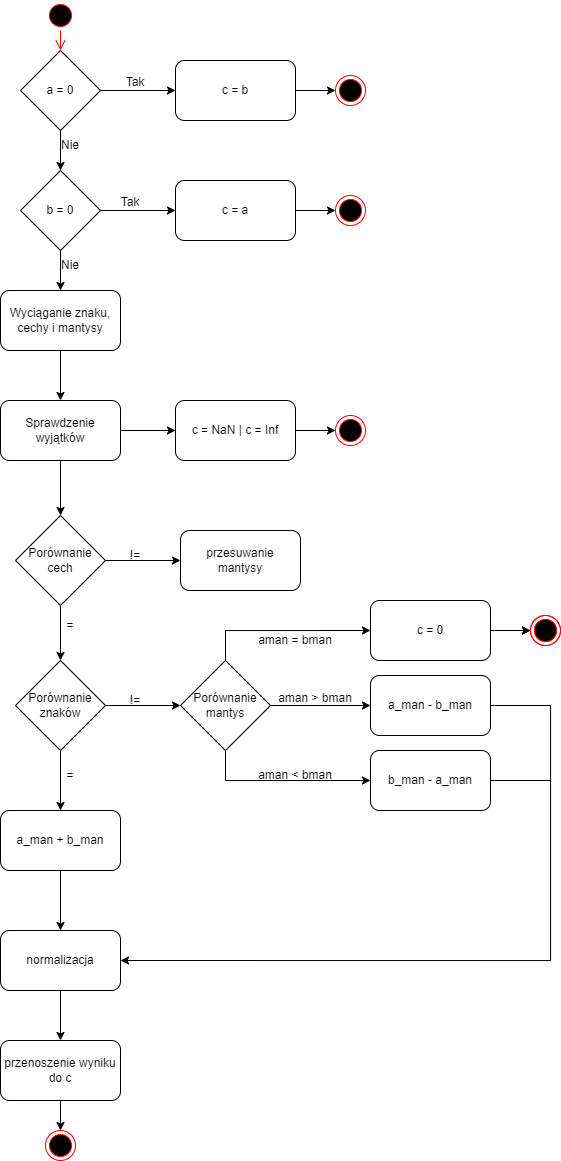 a = 0
Tak
c = b
Nie
b = 0
Tak
c = a
Nie
Wyciąganie znaku,
cechy i mantysy
Sprawdzenie
wyjątków
c = NaN | c = Inf
Porównanie
cech
!=
przesuwanie
mantysy
=
aman = bman
c = 0
Porównanie
znaków
!=
Porównanie
mantys
aman > bman
a_man - b_man
aman < bman
b_man - a_man
=
a_man + b_man
normalizacja
przenoszenie wyniku
do c